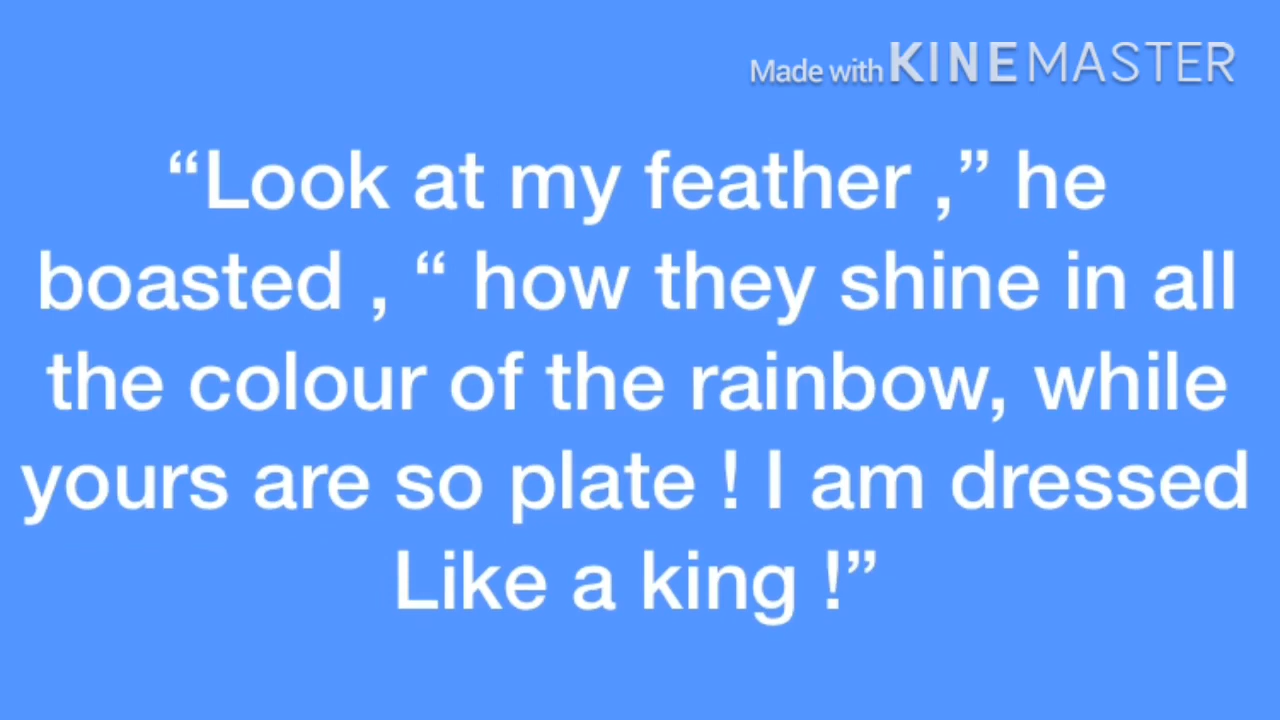 Made with KINEMASTER
“Look at my feather ,” he
boasted , “ how they shine in all
the colour of the rainbow, while
yours are so plate ! I am dressed
Like a king !”